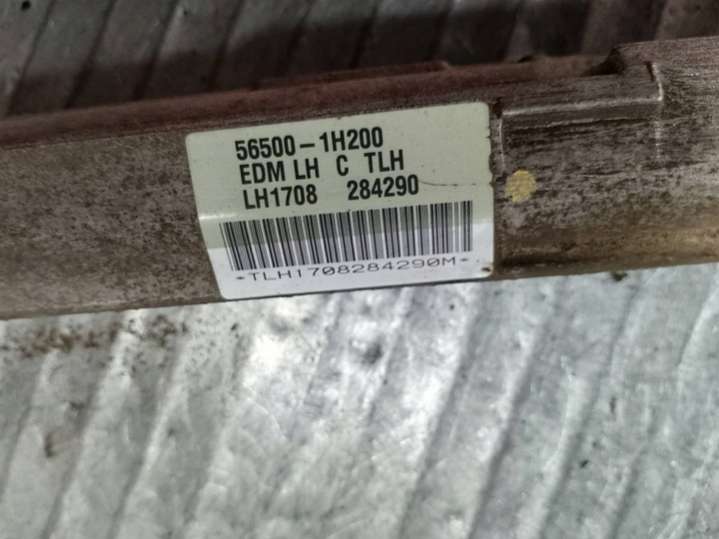 56500-1H200
EDM LH C TLH
LH1708 284290
*TLH1708284290M*